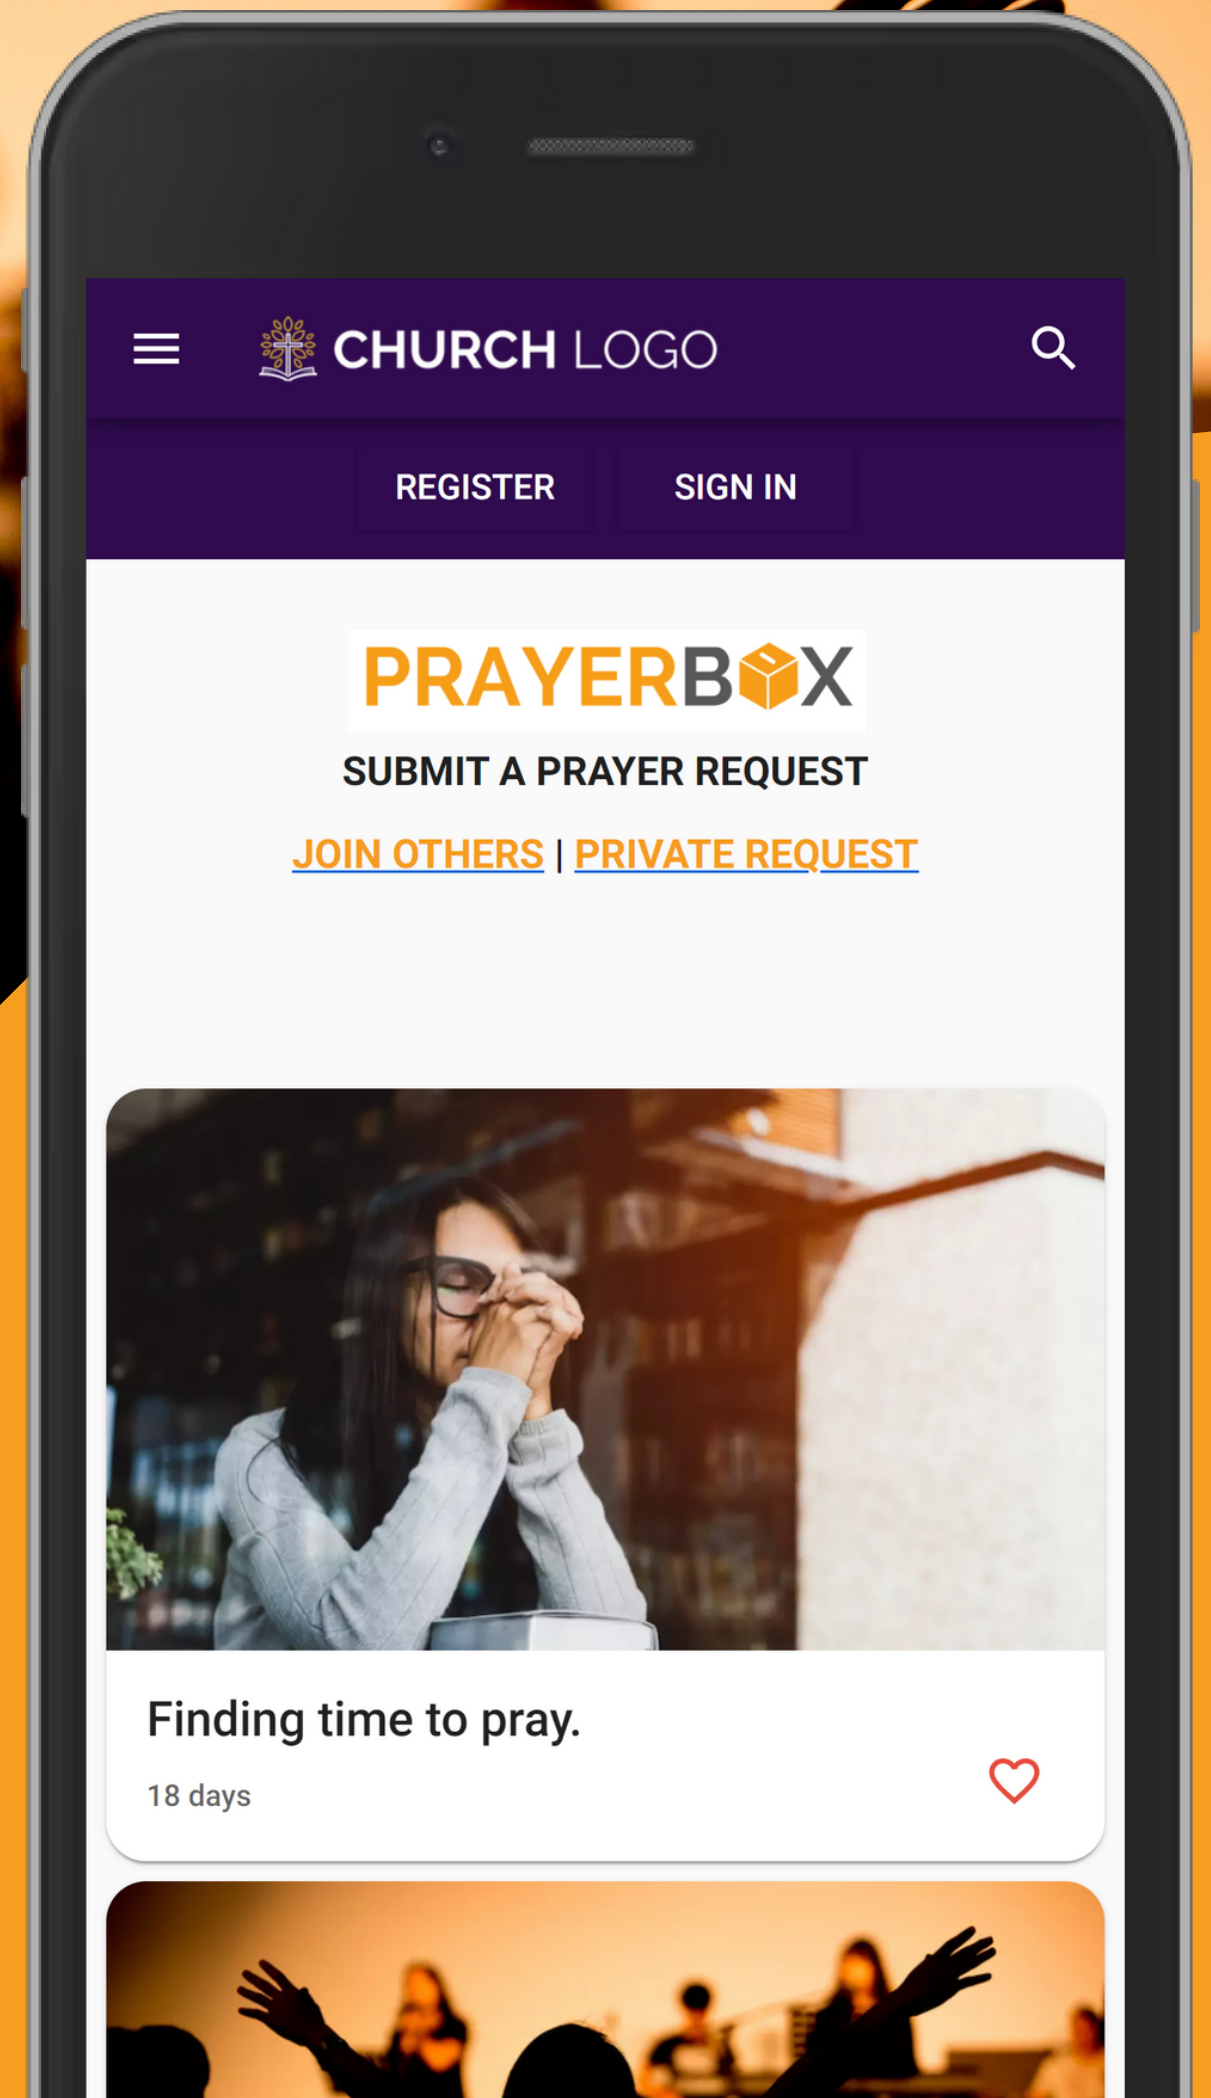 CHURCH LOGO
REGISTER SIGN IN
PRAYERBOX
SUBMIT A PRAYER REQUEST
JOIN OTHERS | PRIVATE REQUEST
Finding time to pray.
18 days